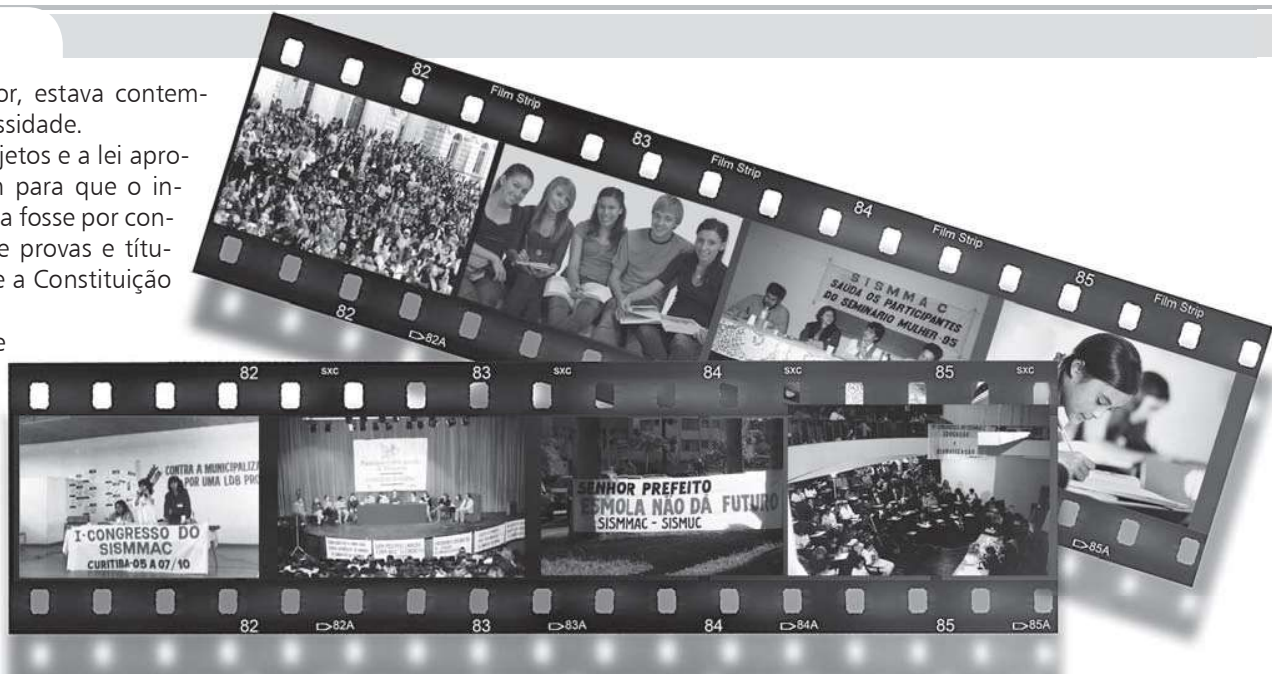 or, estava contem-
ssidade.
jetos e a lei apro-
para que o in-
a fosse por con-
e provas e títu-
e a Constituição
e
82
Film Strip
83
Film Strip
84
Film Strip
85
Film Strip
SISMMAC
SAÚDA OS PARTICIPANTES
DO SEMINÁRIO MULHER-95
82
82A
85A
82
sxc
83
sxc
84
sxc
85
sxc
CONTRA A MUNICIPALIZA
POR UMA LDB PRO
I-CONGRESSO DO
SISMMAC
CURITIBA-05 A 07/10
SENHOR PREFEITO
ESMOLA NÃO DÁ FUTURO
SISMMAC - SISMUC
EDUCAÇÃO
82
82A
83
83A
84
84A
85
85A